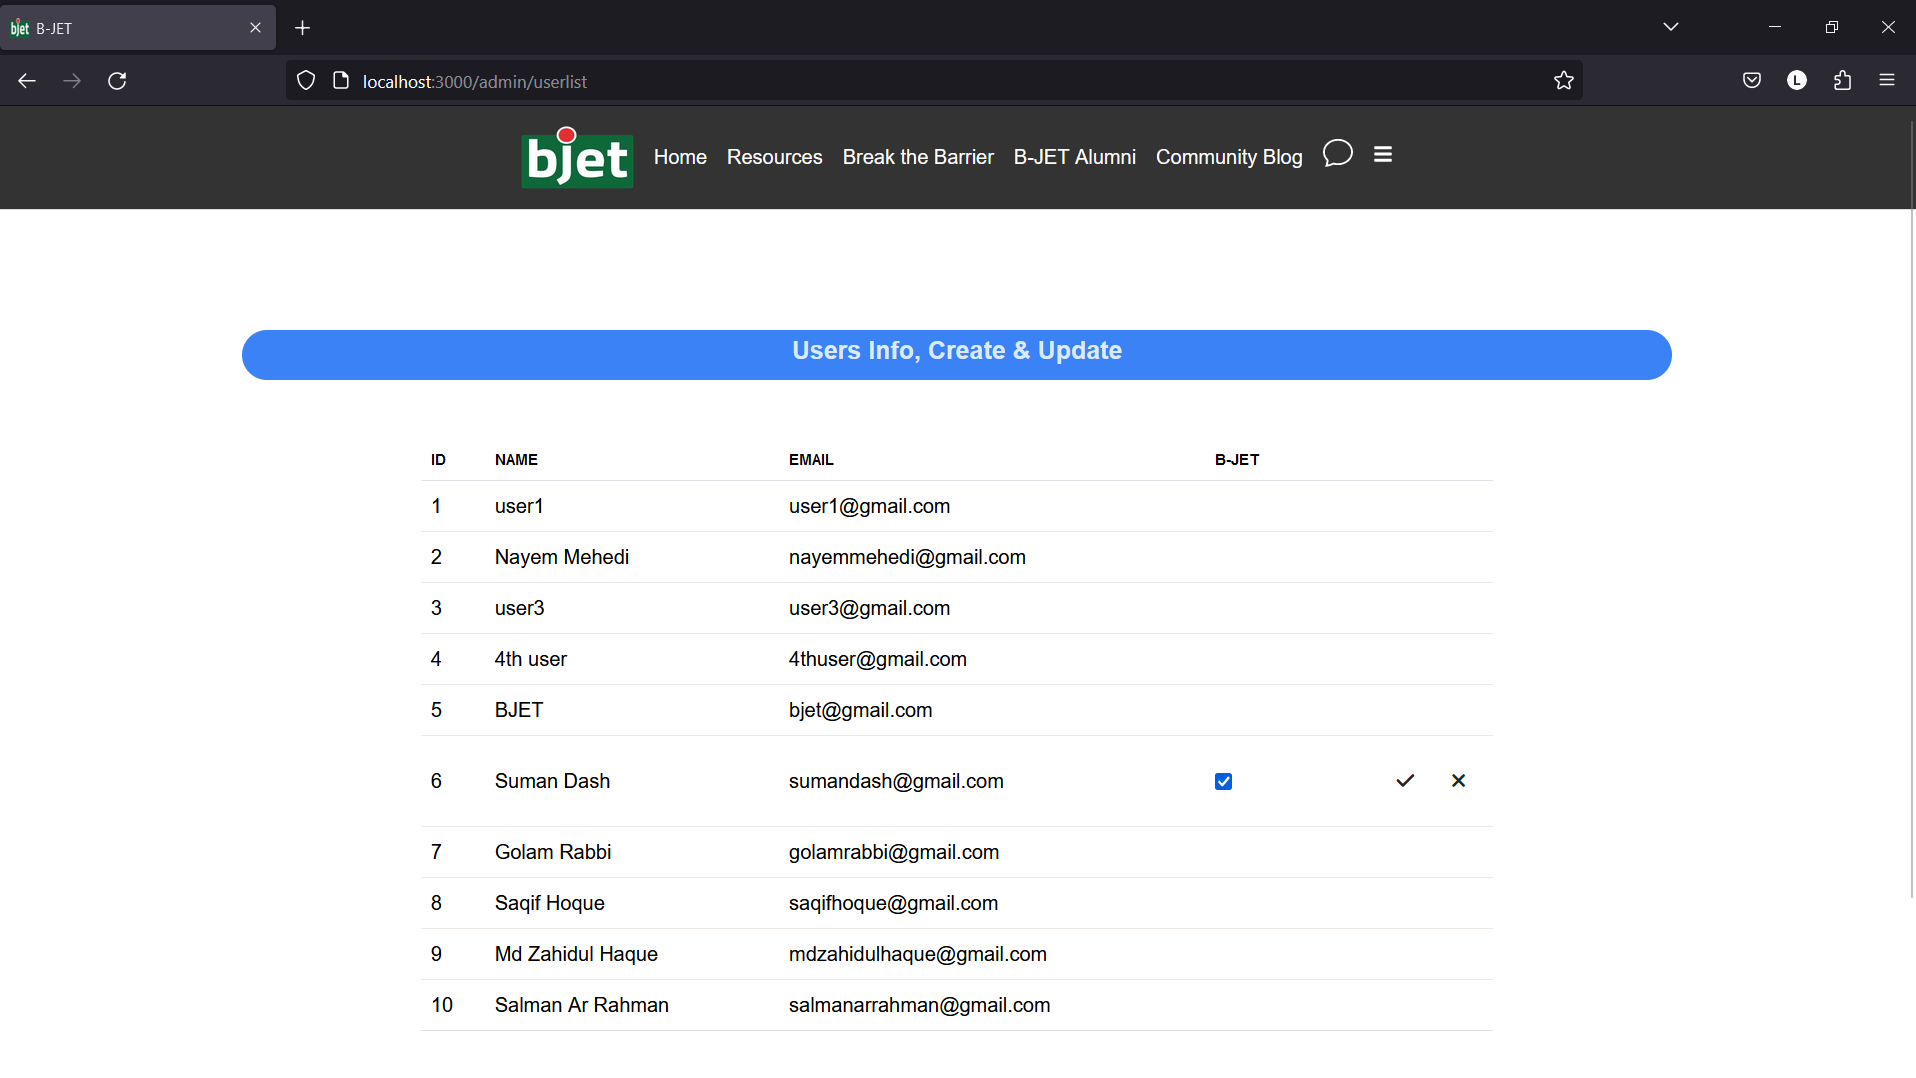 bjet B-JET
localhost:3000/admin/userlist
L
bjet Home Resources Break the Barrier B-JET Alumni Community Blog
Users Info, Create & Update
ID NAME EMAIL B-JET
1 user1 user1@gmail.com
2 Nayem Mehedi nayemmehedi@gmail.com
3 user3 user3@gmail.com
4 4th user 4thuser@gmail.com
5 BJET bjet@gmail.com
6 Suman Dash sumandash@gmail.com
7 Golam Rabbi golamrabbi@gmail.com
8 Saqif Hoque saqifhoque@gmail.com
9 Md Zahidul Haque mdzahidulhaque@gmail.com
10 Salman Ar Rahman salmanarrahman@gmail.com